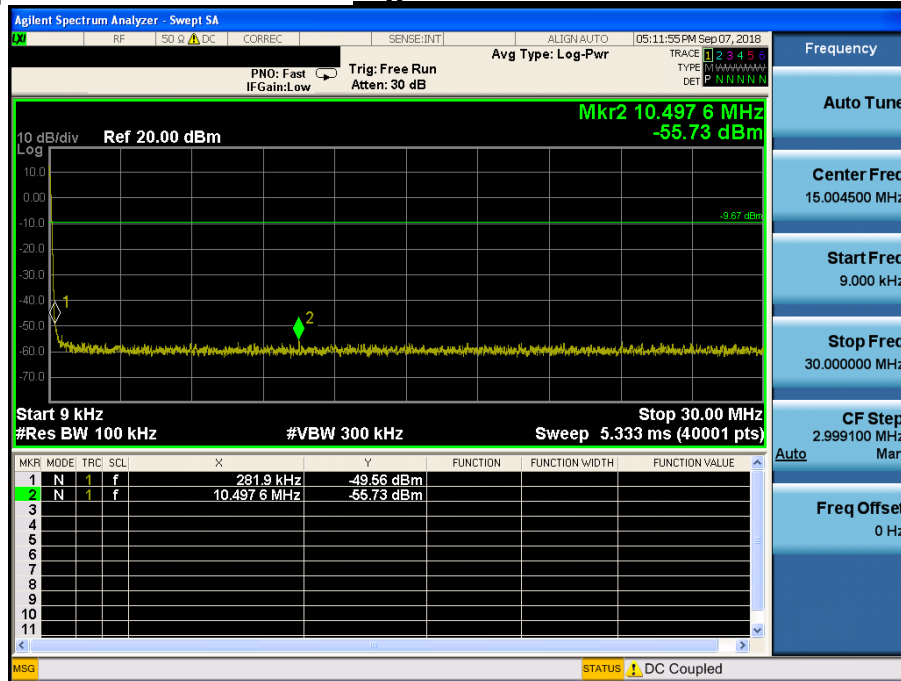 Agilent Spectrum Analyzer - Swept SA
LXI RF 50 Ω DC CORREC SENSE:INT ALIGN AUTO 05:11:55 PM Sep 07, 2018
Frequency
PNO: Fast
IFGain:Low
Trig: Free Run
Atten: 30 dB
Avg Type: Log-Pwr
TRACE 1 2 3 4 5 6
TYPE M WWWWW
DET P N N N N N
Auto Tune
Mkr2 10.497 6 MHz
-55.73 dBm
10 dB/div Ref 20.00 dBm
Log
10.0
0.00
-10.0
-20.0
-30.0
-40.0
-50.0
-60.0
-70.0
-9.67 dBm
1
2
Start 9 kHz Stop 30.00 MHz
#Res BW 100 kHz #VBW 300 kHz Sweep 5.333 ms (40001 pts)
Center Freq
15.004500 MHz
Start Freq
9.000 kHz
Stop Freq
30.000000 MHz
CF Step
2.999100 MHz
Auto Man
Freq Offset
0 Hz
MKR MODE TRC SCL X Y FUNCTION FUNCTION WIDTH FUNCTION VALUE
1 N 1 f 281.9 kHz -49.56 dBm
2 N 1 f 10.497 6 MHz -55.73 dBm
3
4
5
6
7
8
9
10
11
MSG STATUS DC Coupled